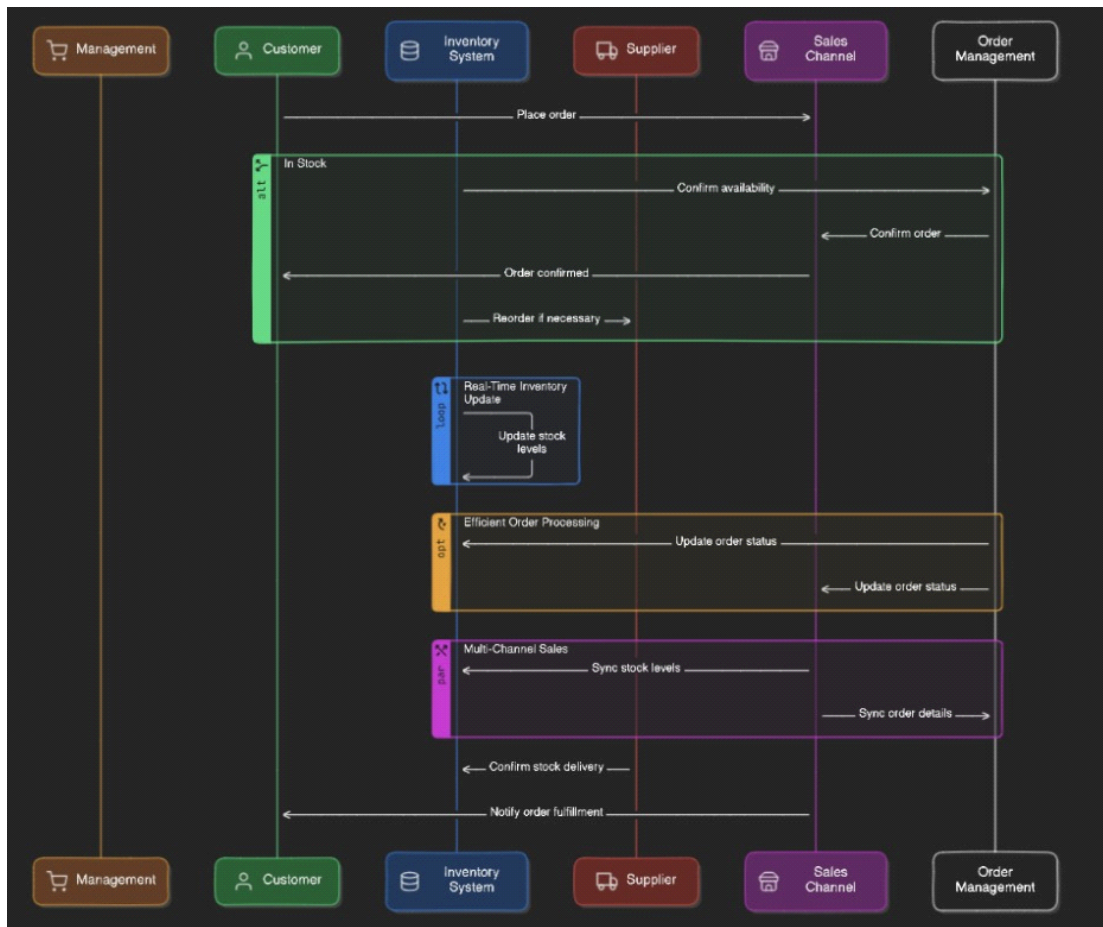 Management
Customer
Inventory
System
Supplier
Sales
Channel
Order
Management
Place order
alt
In Stock
Confirm availability
Confirm order
Order confirmed
Reorder if necessary
loop
Real-Time Inventory
Update
Update stock
levels
opt
Efficient Order Processing
Update order status
Update order status
par
Multi-Channel Sales
Sync stock levels
Sync order details
Confirm stock delivery
Notify order fulfillment
Management
Customer
Inventory
System
Supplier
Sales
Channel
Order
Management